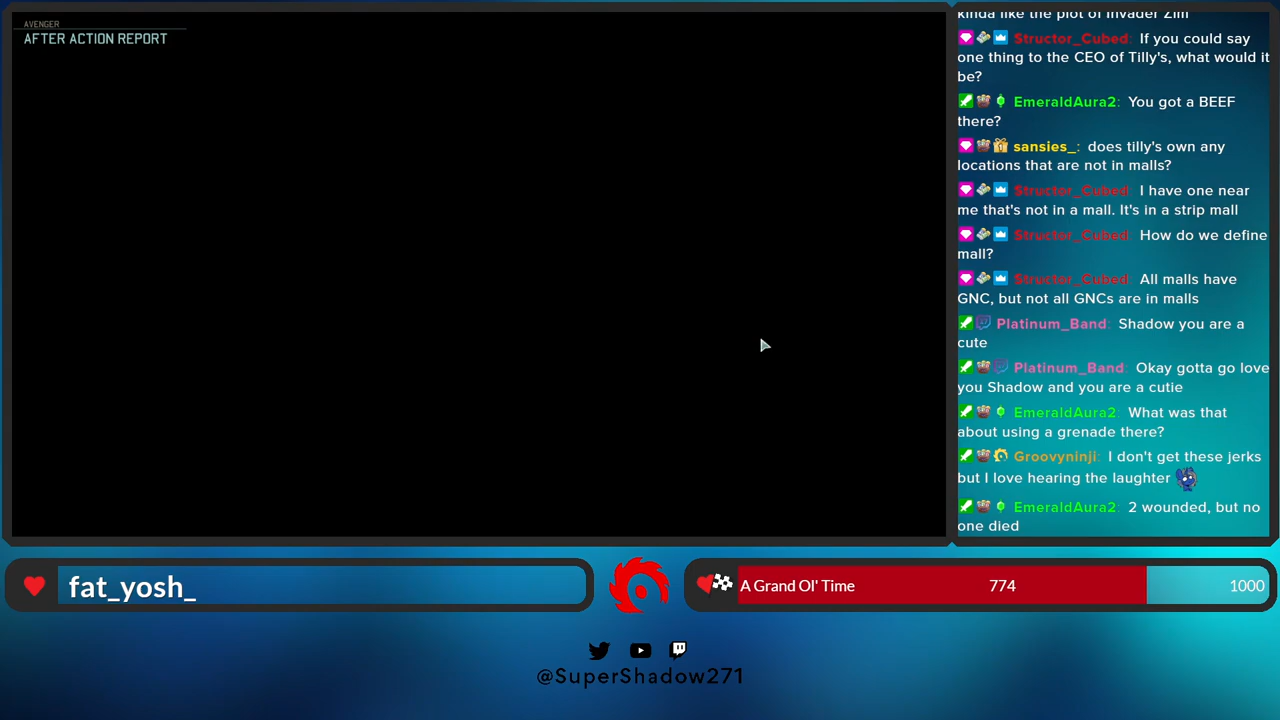 AVENGER
AFTER ACTION REPORT
kinda like the plot of Invader Zim
Structor_Cubed: If you could say
one thing to the CEO of Tilly's, what would it
be?
EmeraldAura2: You got a BEEF
there?
sansies_: does tilly's own any
locations that are not in malls?
Structor_Cubed: I have one near
me that's not in a mall. It's in a strip mall
Structor_Cubed: How do we define
mall?
Structor_Cubed: All malls have
GNC, but not all GNCs are in malls
Platinum_Band: Shadow you are a
cute
Platinum_Band: Okay gotta go love
you Shadow and you are a cutie
EmeraldAura2: What was that
about using a grenade there?
Groovyninji: I don't get these jerks
but I love hearing the laughter
EmeraldAura2: 2 wounded, but no
one died
fat_yosh_
A Grand Ol' Time 774 1000
@SuperShadow271